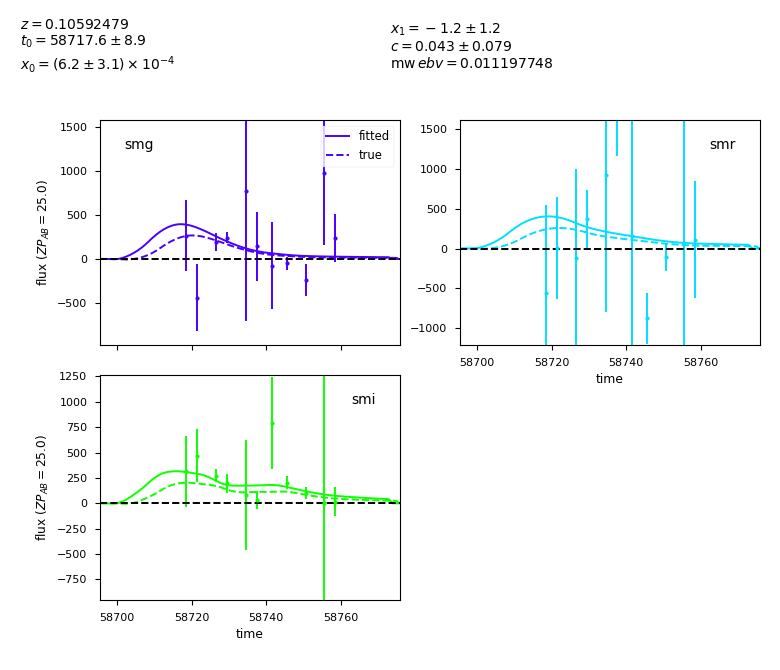 z = 0.10592479
t₀ = 58717.6 ± 8.9
x₀ = (6.2 ± 3.1) × 10⁻⁴
x₁ = −1.2 ± 1.2
c = 0.043 ± 0.079
mw ebv = 0.011197748
smg
fitted
true
1500
1000
500
0
−500
flux (ZP_AB = 25.0)
smr
1500
1000
500
0
−500
−1000
58700 58720 58740 58760
time
smi
1250
1000
750
500
250
0
−250
−500
−750
flux (ZP_AB = 25.0)
58700 58720 58740 58760
time